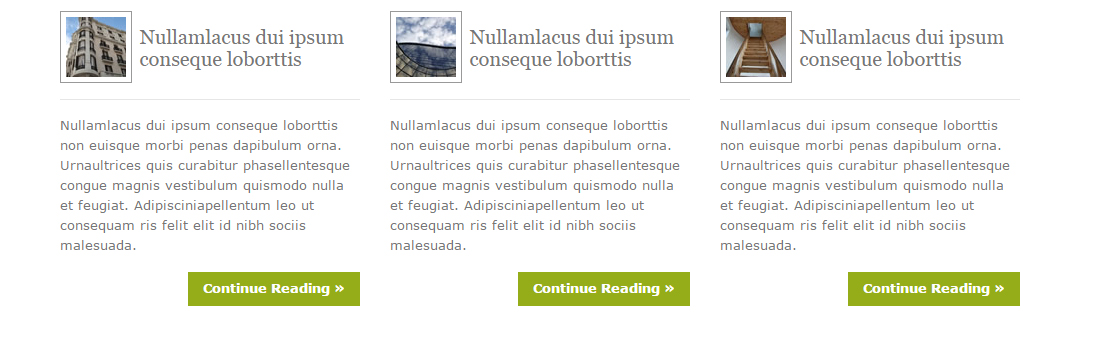 Nullamlacus dui ipsum
conseque loborttis
Nullamlacus dui ipsum conseque loborttis
non euisque morbi penas dapibulum orna.
Urnaultrices quis curabitur phasellentesque
congue magnis vestibulum quismodo nulla
et feugiat. Adipisciniapellentum leo ut
consequam ris felit elit id nibh sociis
malesuada.
Continue Reading »
Nullamlacus dui ipsum
conseque loborttis
Nullamlacus dui ipsum conseque loborttis
non euisque morbi penas dapibulum orna.
Urnaultrices quis curabitur phasellentesque
congue magnis vestibulum quismodo nulla
et feugiat. Adipisciniapellentum leo ut
consequam ris felit elit id nibh sociis
malesuada.
Continue Reading »
Nullamlacus dui ipsum
conseque loborttis
Nullamlacus dui ipsum conseque loborttis
non euisque morbi penas dapibulum orna.
Urnaultrices quis curabitur phasellentesque
congue magnis vestibulum quismodo nulla
et feugiat. Adipisciniapellentum leo ut
consequam ris felit elit id nibh sociis
malesuada.
Continue Reading »